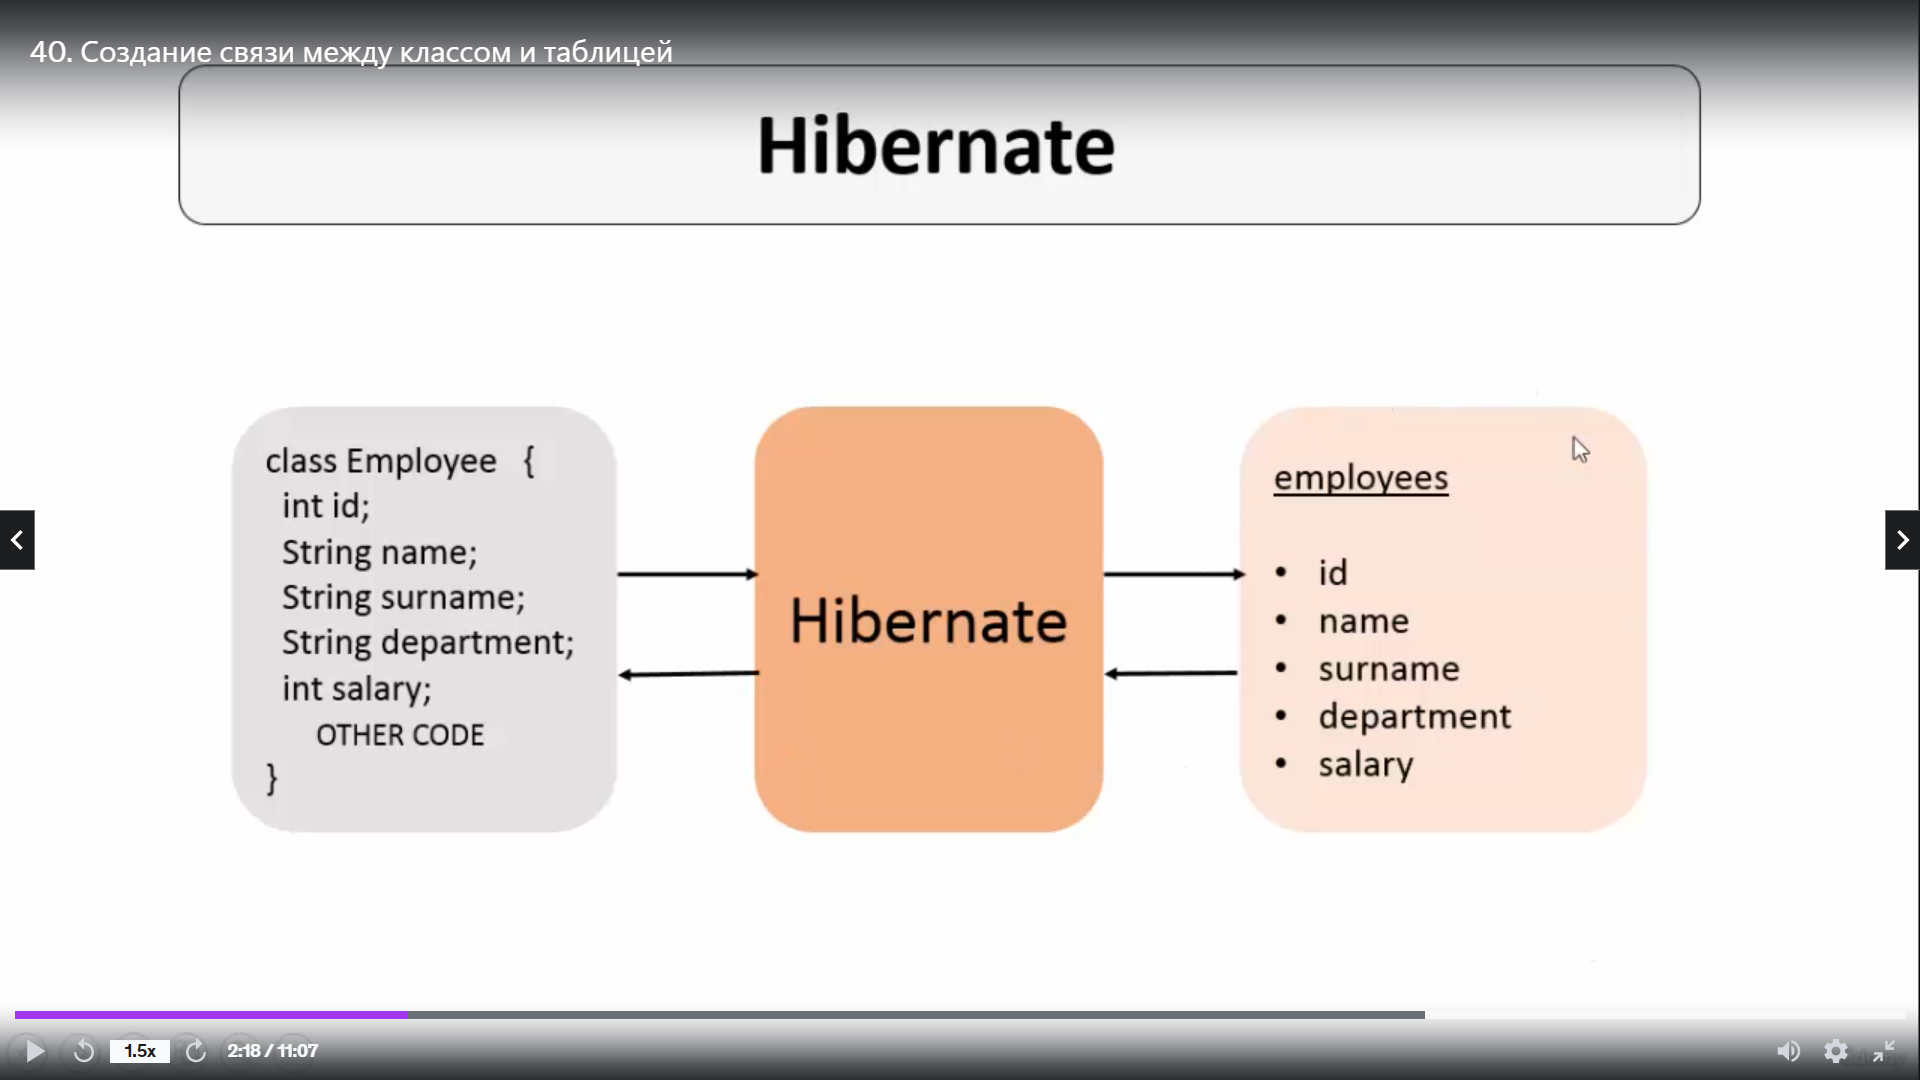 40. Создание связи между классом и таблицей
Hibernate
class Employee {
int id;
String name;
String surname;
String department;
int salary;
OTHER CODE
}
Hibernate
employees
• id
• name
• surname
• department
• salary
1.5x
2:18 / 11:07